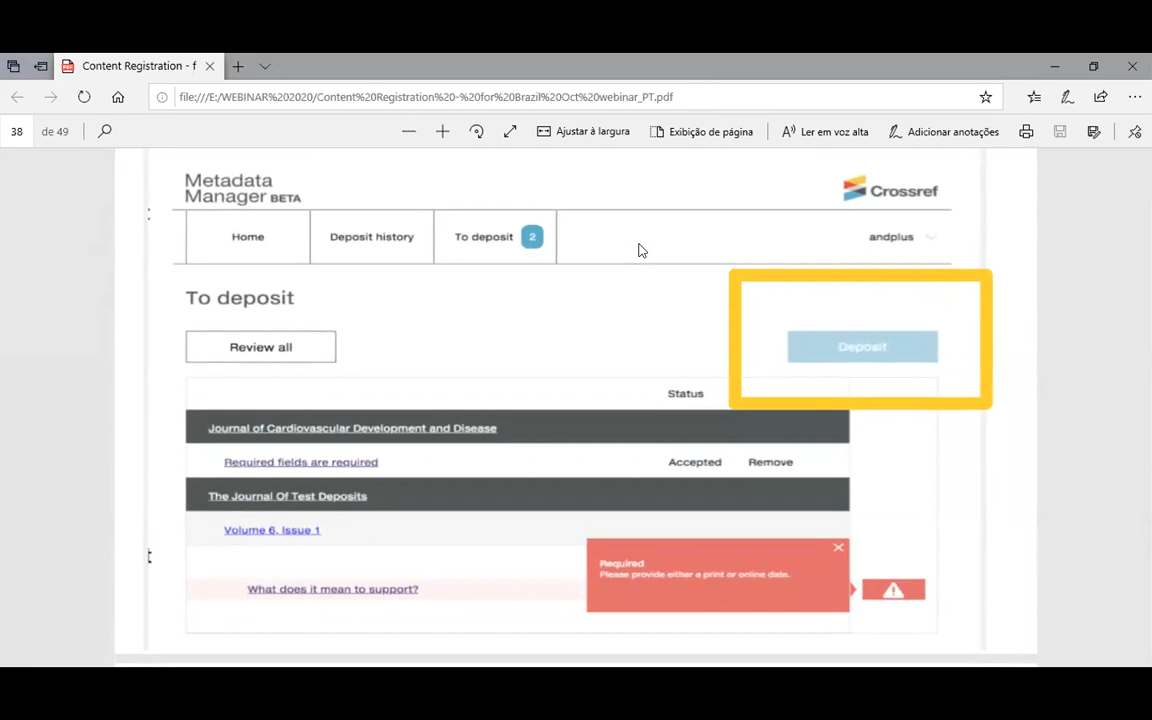 Content Registration - f
file:///E:/WEBINAR%202020/Content%20Registration%20-%20for%20Brazil%20Oct%20webinar_PT.pdf
38 de 49
Ajustar à largura
Exibição de página
Ler em voz alta
Adicionar anotações
Metadata
Manager BETA
Crossref
Home
Deposit history
To deposit 2
andplus
To deposit
Review all
Deposit
Status
Journal of Cardiovascular Development and Disease
Required fields are required Accepted Remove
The Journal Of Test Deposits
Volume 6, Issue 1
Required
Please provide either a print or online date.
What does it mean to support?